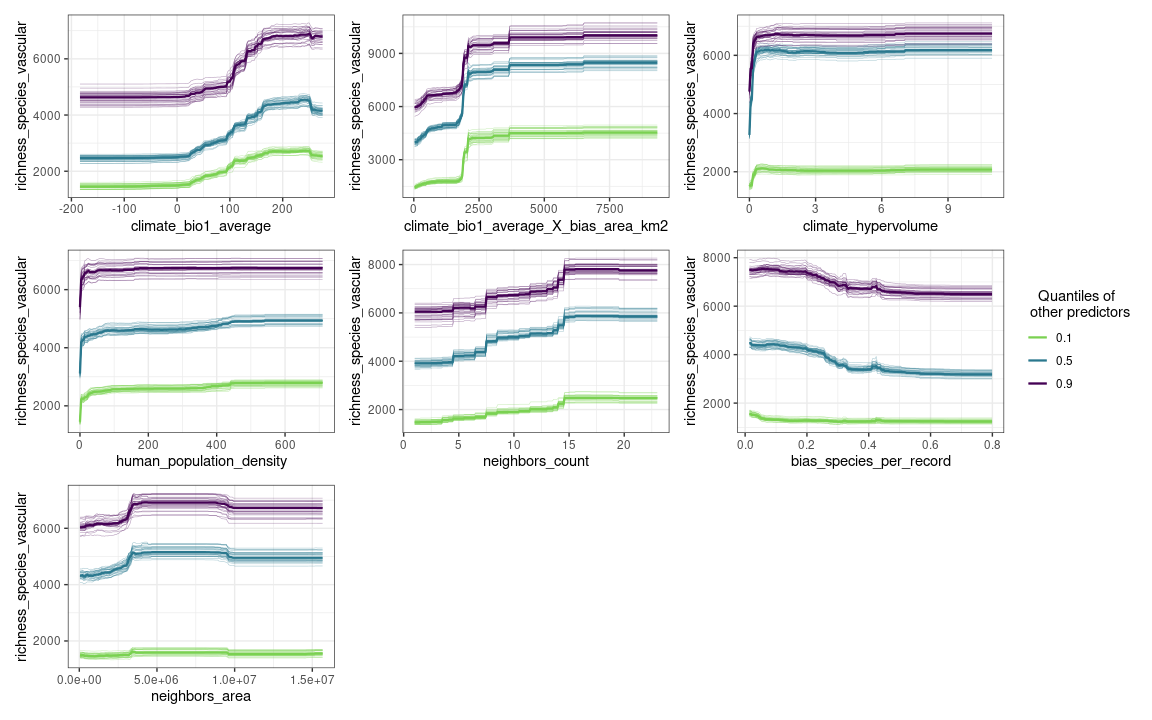 richness_species_vascular
6000
4000
2000
-200 -100 0 100 200
climate_bio1_average
richness_species_vascular
9000
6000
3000
0 2500 5000 7500
climate_bio1_average_X_bias_area_km2
richness_species_vascular
6000
4000
2000
0 3 6 9
climate_hypervolume
richness_species_vascular
6000
4000
2000
0 200 400 600
human_population_density
richness_species_vascular
8000
6000
4000
2000
0 5 10 15 20
neighbors_count
richness_species_vascular
8000
6000
4000
2000
0.0 0.2 0.4 0.6 0.8
bias_species_per_record
Quantiles of
other predictors
0.1
0.5
0.9
richness_species_vascular
6000
4000
2000
0.0e+00 5.0e+06 1.0e+07 1.5e+07
neighbors_area